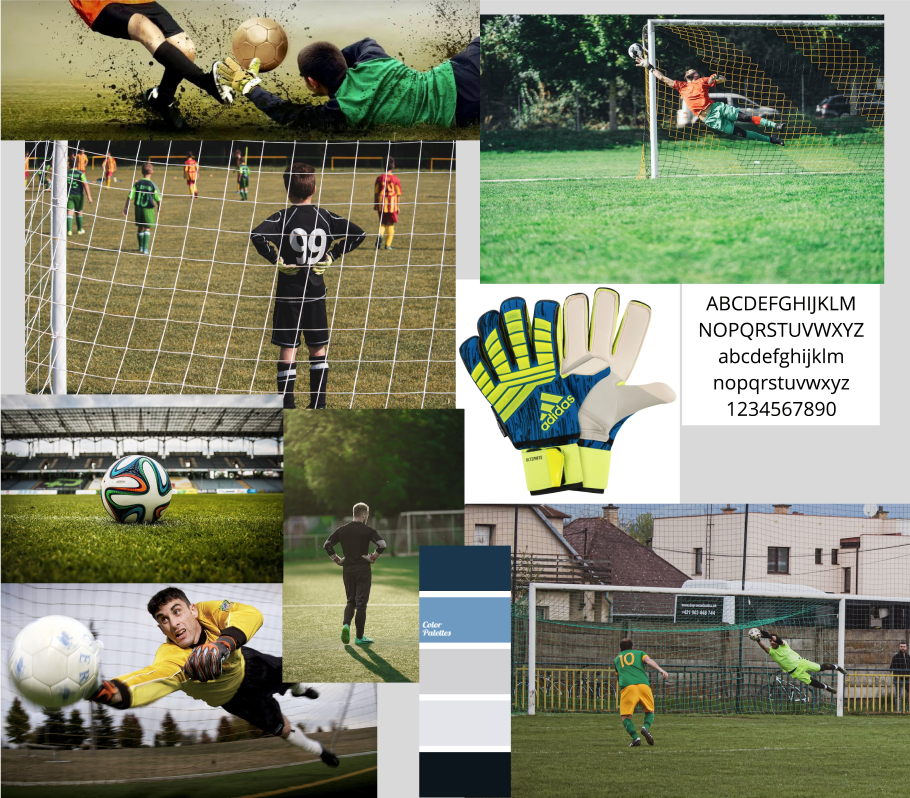 99
ABCDEFGHIJKLM
NOPQRSTUVWXYZ
abcdefghijklm
nopqrstuvwxyz
1234567890
adidas
Color
Palettes
10